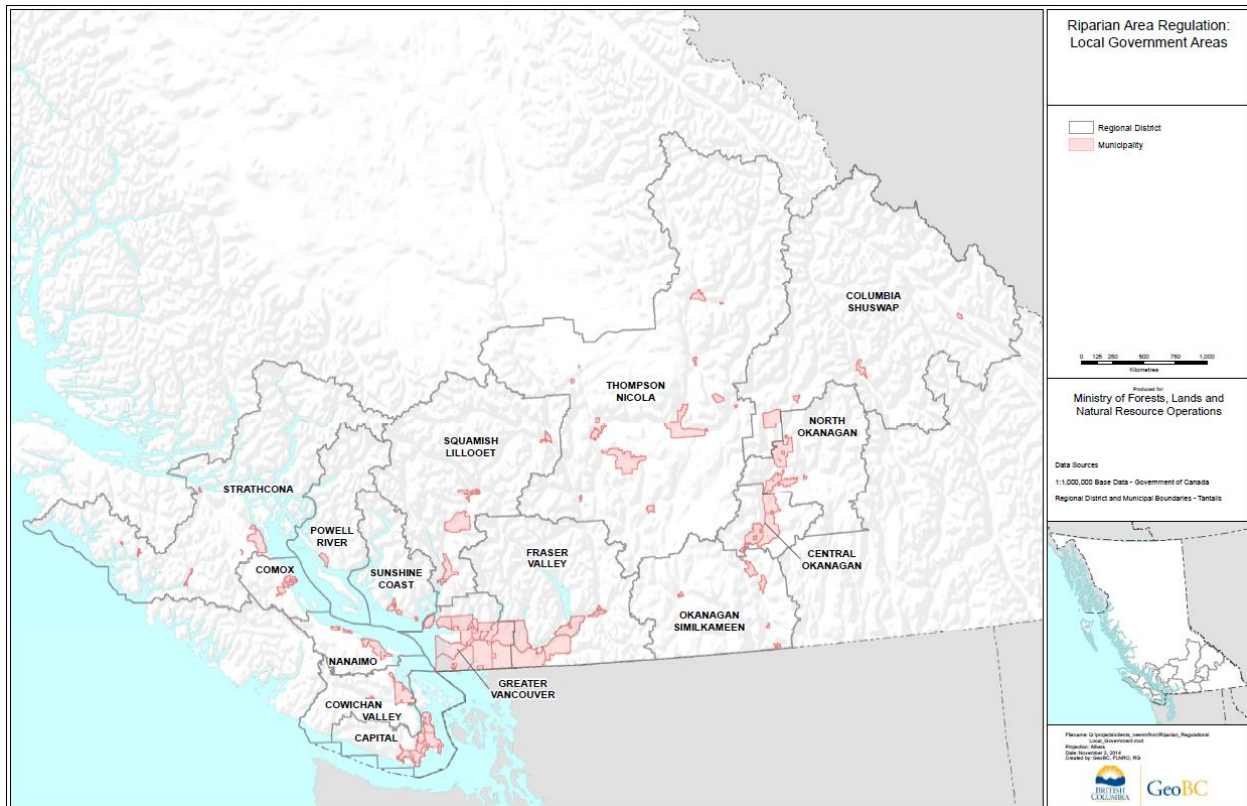 Riparian Area Regulation:
Local Government Areas
Regional District
Municipality
0 125 250 500 750 1,000
Kilometres
Produced for:
Ministry of Forests, Lands and
Natural Resource Operations
Data Sources
1:1,000,000 Base Data - Government of Canada
Regional District and Municipal Boundaries - Tantalis
Projection: Albers
Date: November 3, 2014
Created by: GeoBC, FLNRO, RG
BRITISH
COLUMBIA
GeoBC
COLUMBIA
SHUSWAP
THOMPSON
NICOLA
NORTH
OKANAGAN
SQUAMISH
LILLOOET
STRATHCONA
POWELL
RIVER
FRASER
VALLEY
CENTRAL
OKANAGAN
COMOX
SUNSHINE
COAST
OKANAGAN
SIMILKAMEEN
NANAIMO
GREATER
VANCOUVER
COWICHAN
VALLEY
CAPITAL